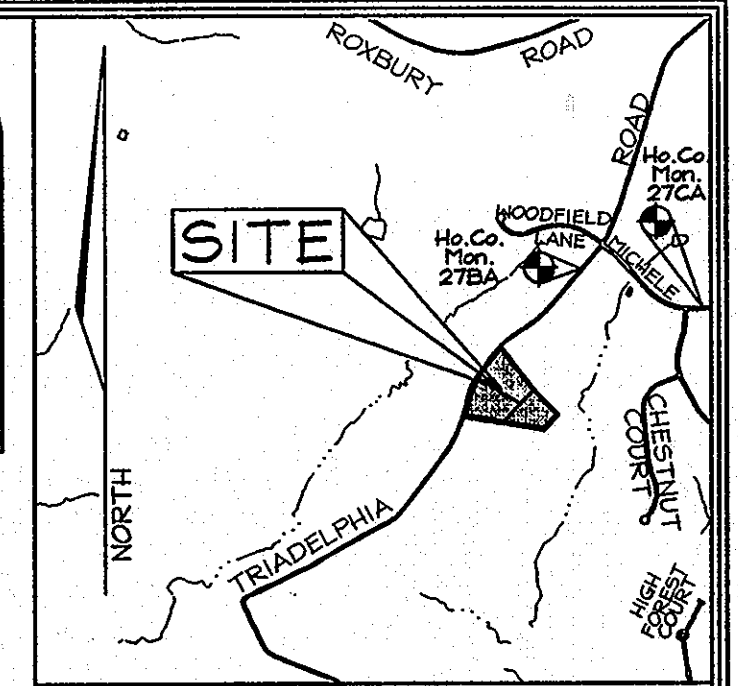 ROXBURY ROAD
ROAD
Ho.Co.
Mon.
27CA
WOODFIELD
LANE
MICHELE
Ho.Co.
Mon.
27BA
SITE
CHESTNUT
COURT
NORTH
TRIADELPHIA
HIGH
FOREST
COURT